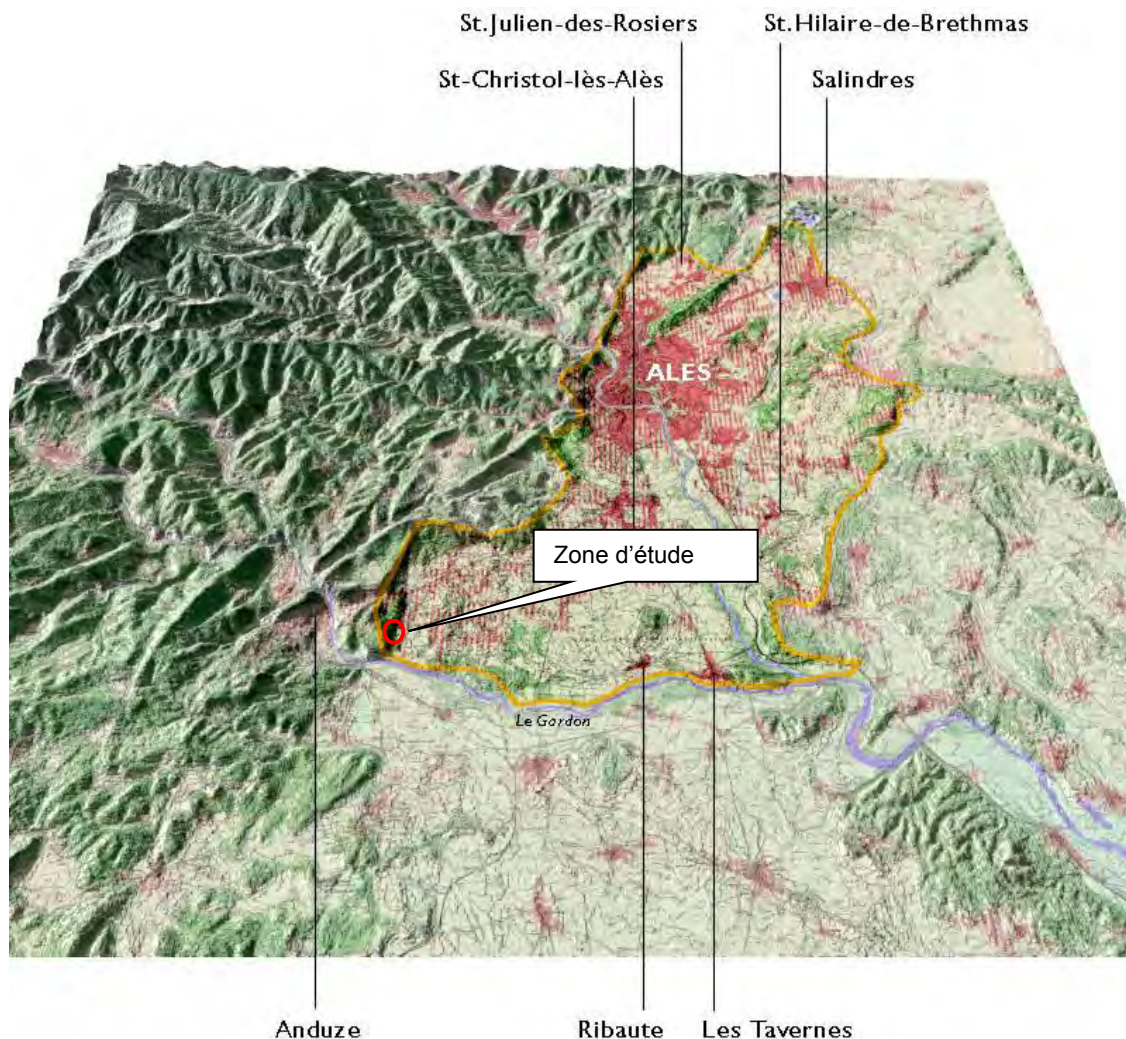 St.Julien-des-Rosiers
St.Hilaire-de-Brethmas
St-Christol-lès-Alès
Salindres
ALES
Zone d'étude
Le Gardon
Anduze
Ribaute
Les Tavernes